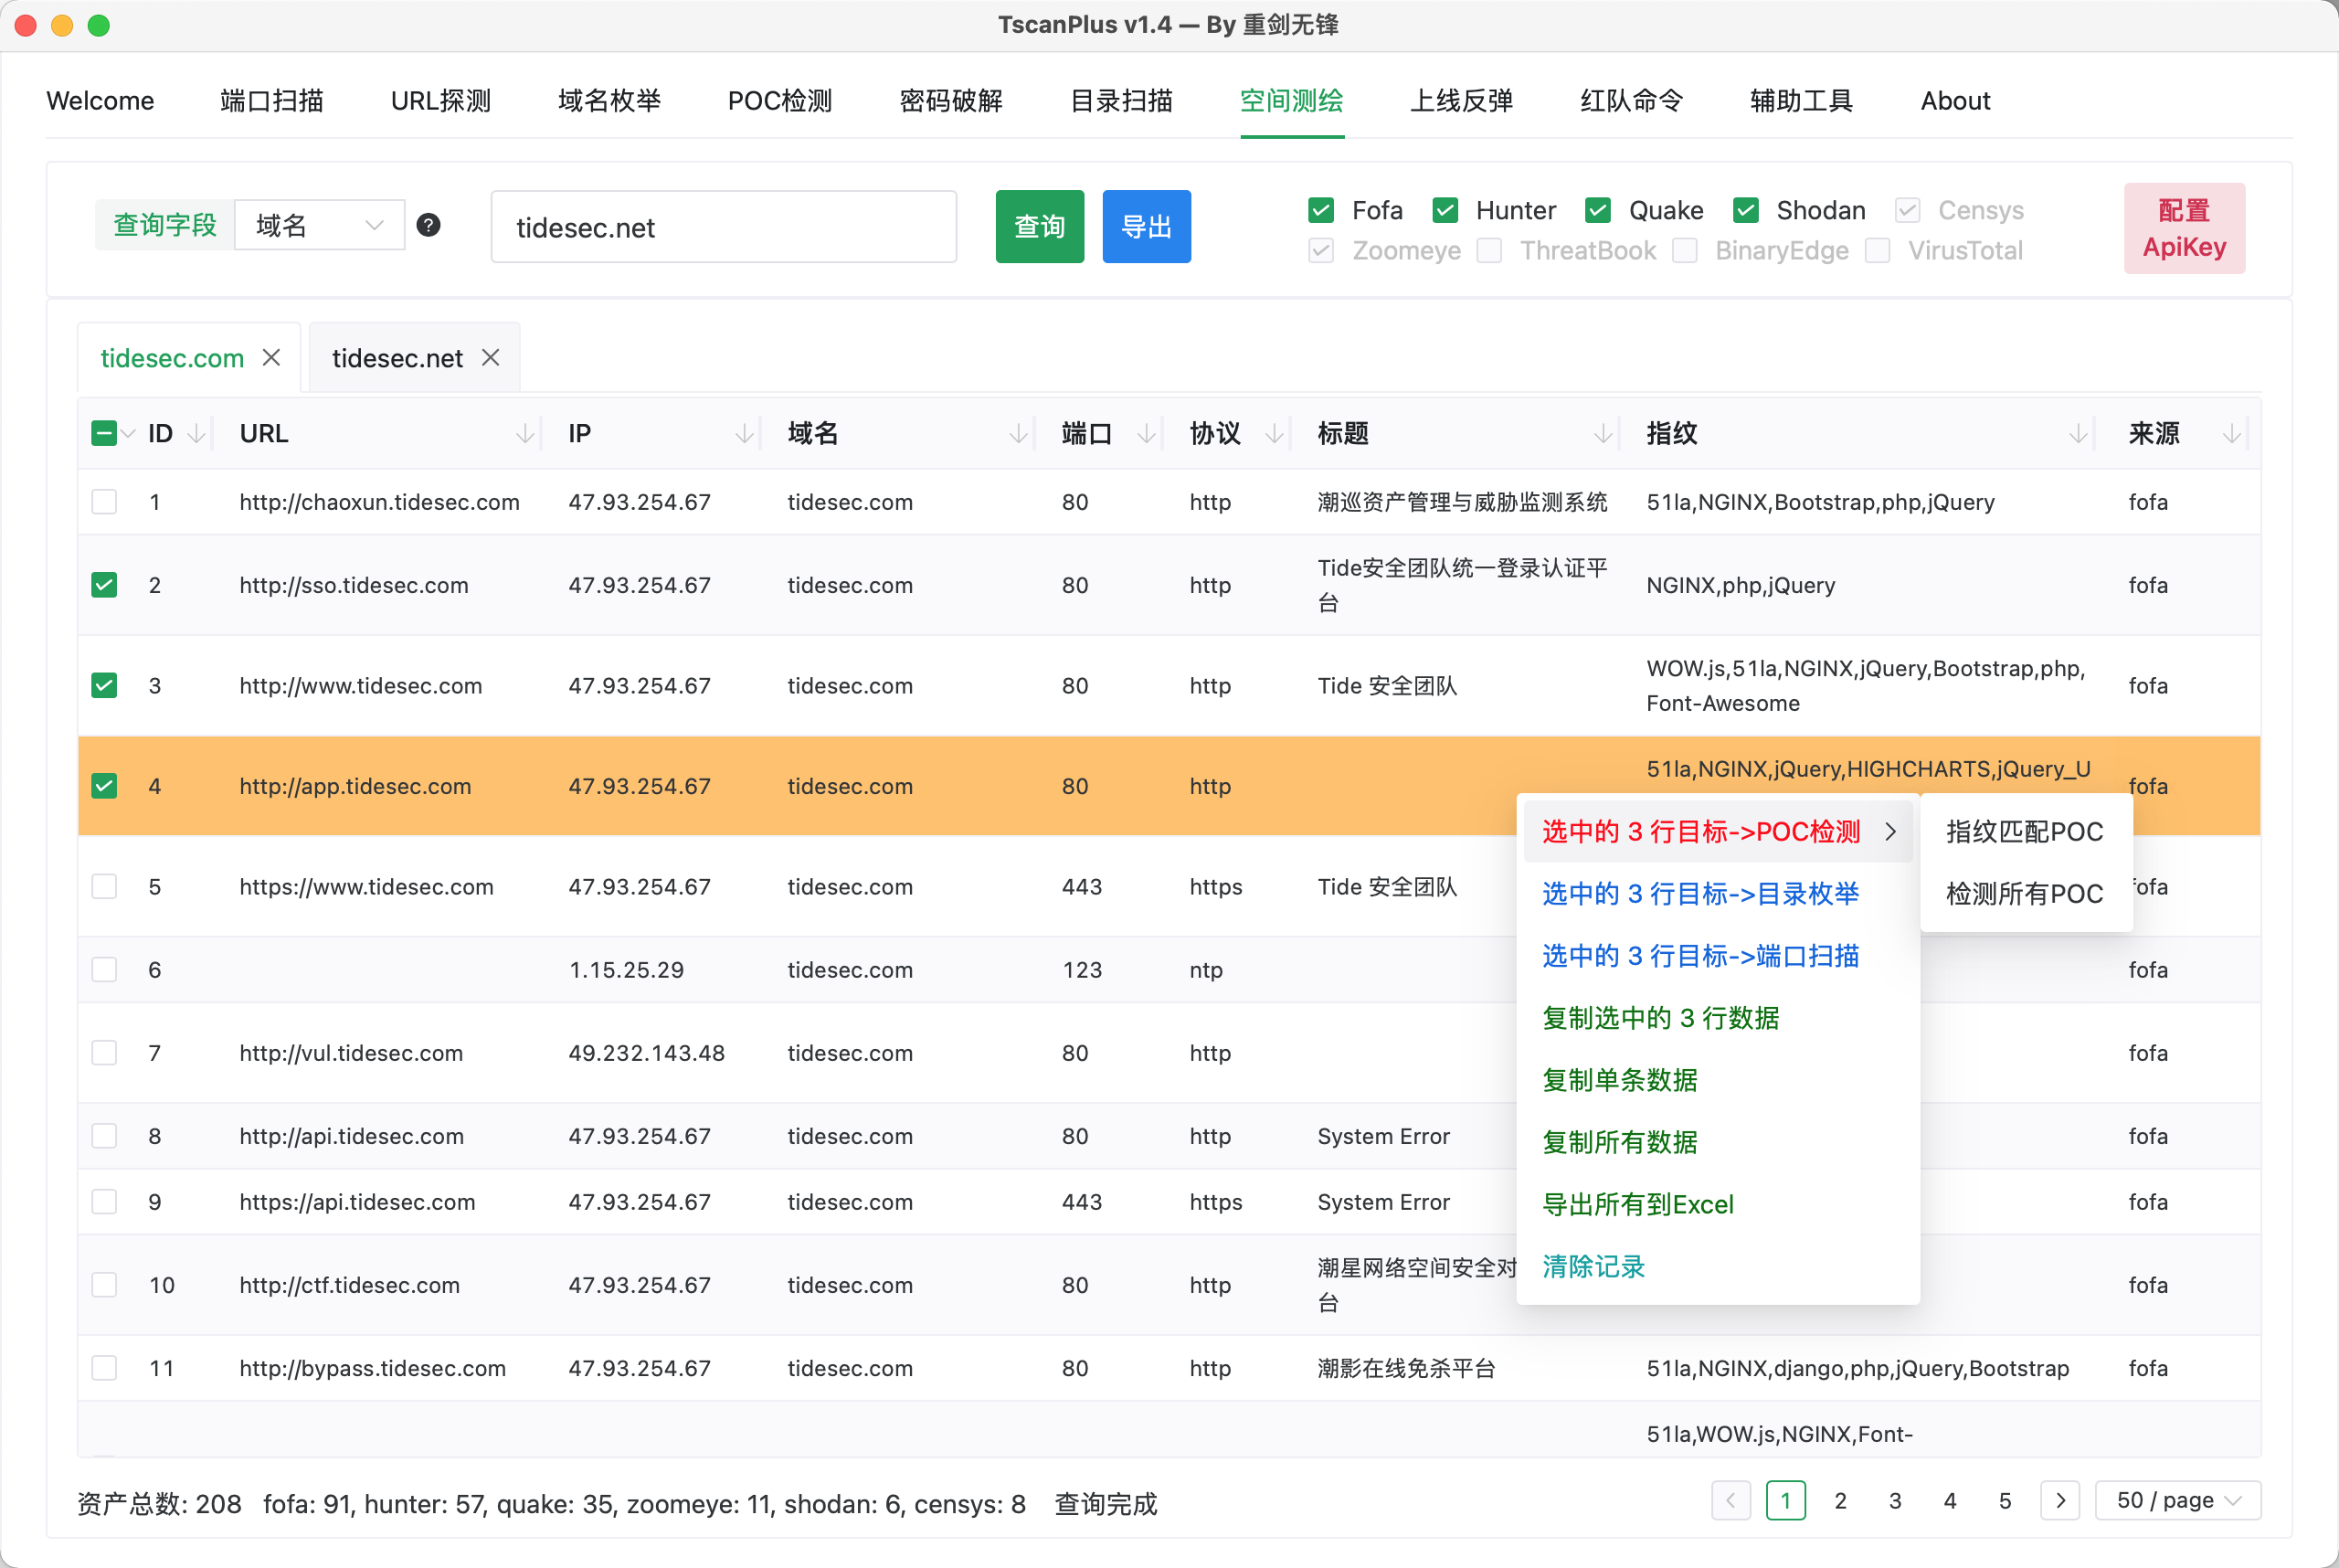 TscanPlus v1.4 — By 重剑无锋
Welcome 端口扫描 URL探测 域名枚举 POC检测 密码破解 目录扫描 空间测绘 上线反弹 红队命令 辅助工具 About
查询字段 域名 ? tidesec.net 查询 导出
Fofa Hunter Quake Shodan Censys
Zoomeye ThreatBook BinaryEdge VirusTotal
配置
ApiKey
tidesec.com tidesec.net
ID URL IP 域名 端口 协议 标题 指纹 来源
1 http://chaoxun.tidesec.com 47.93.254.67 tidesec.com 80 http 潮巡资产管理与威胁监测系统 51la,NGINX,Bootstrap,php,jQuery fofa
2 http://sso.tidesec.com 47.93.254.67 tidesec.com 80 http Tide安全团队统一登录认证平
台 NGINX,php,jQuery fofa
3 http://www.tidesec.com 47.93.254.67 tidesec.com 80 http Tide 安全团队 WOW.js,51la,NGINX,jQuery,Bootstrap,php,
Font-Awesome fofa
4 http://app.tidesec.com 47.93.254.67 tidesec.com 80 http 51la,NGINX,jQuery,HIGHCHARTS,jQuery_U fofa
5 https://www.tidesec.com 47.93.254.67 tidesec.com 443 https Tide 安全团队 fofa
6 1.15.25.29 tidesec.com 123 ntp fofa
7 http://vul.tidesec.com 49.232.143.48 tidesec.com 80 http fofa
8 http://api.tidesec.com 47.93.254.67 tidesec.com 80 http System Error fofa
9 https://api.tidesec.com 47.93.254.67 tidesec.com 443 https System Error fofa
10 http://ctf.tidesec.com 47.93.254.67 tidesec.com 80 http 潮星网络空间安全对
台 fofa
11 http://bypass.tidesec.com 47.93.254.67 tidesec.com 80 http 潮影在线免杀平台 51la,NGINX,django,php,jQuery,Bootstrap fofa
51la,WOW.js,NGINX,Font-
选中的 3 行目标->POC检测
选中的 3 行目标->目录枚举
选中的 3 行目标->端口扫描
复制选中的 3 行数据
复制单条数据
复制所有数据
导出所有到Excel
清除记录
指纹匹配POC
检测所有POC
资产总数: 208 fofa: 91, hunter: 57, quake: 35, zoomeye: 11, shodan: 6, censys: 8 查询完成
1 2 3 4 5 50 / page